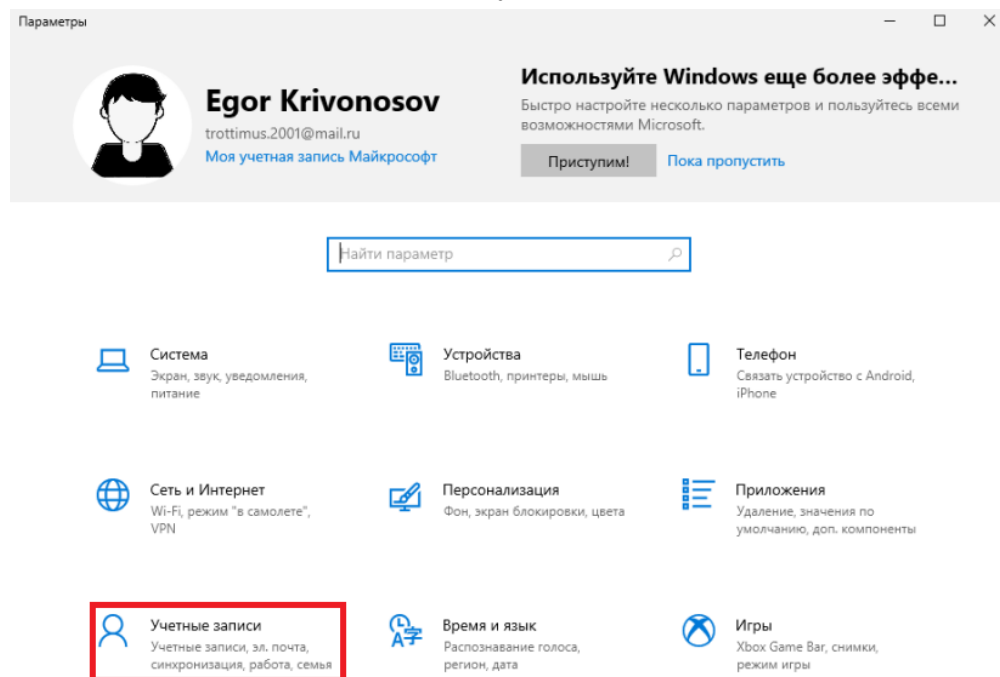 Параметры
Egor Krivonosov
trottimus.2001@mail.ru
Моя учетная запись Майкрософт
Используйте Windows еще более эффе...
Быстро настройте несколько параметров и пользуйтесь всеми
возможностями Microsoft.
Приступим!
Пока пропустить
Найти параметр
Система
Экран, звук, уведомления,
питание
Устройства
Bluetooth, принтеры, мышь
Телефон
Связать устройство с Android,
iPhone
Сеть и Интернет
Wi-Fi, режим "в самолете",
VPN
Персонализация
Фон, экран блокировки, цвета
Приложения
Удаление, значения по
умолчанию, доп. компоненты
Учетные записи
Учетные записи, эл. почта,
синхронизация, работа, семья
Время и язык
Распознавание голоса,
регион, дата
Игры
Xbox Game Bar, снимки,
режим игры